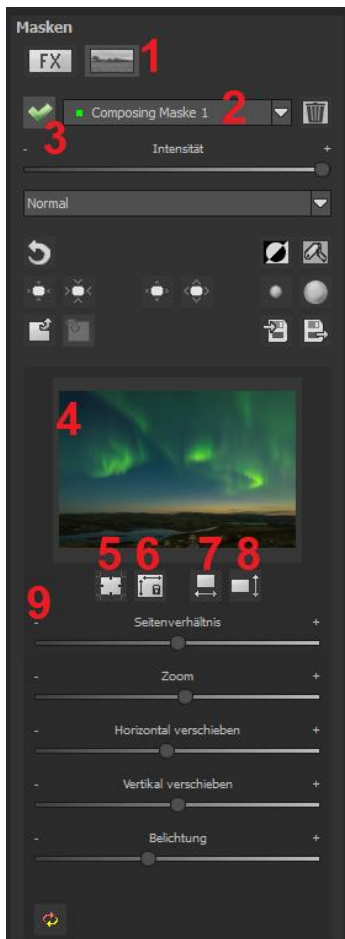 Masken
FX 1
Composing Maske 1 2
3
- Intensität +
Normal
4
5 6 7 8
9
- Seitenverhältnis +
- Zoom +
- Horizontal verschieben +
- Vertikal verschieben +
- Belichtung +